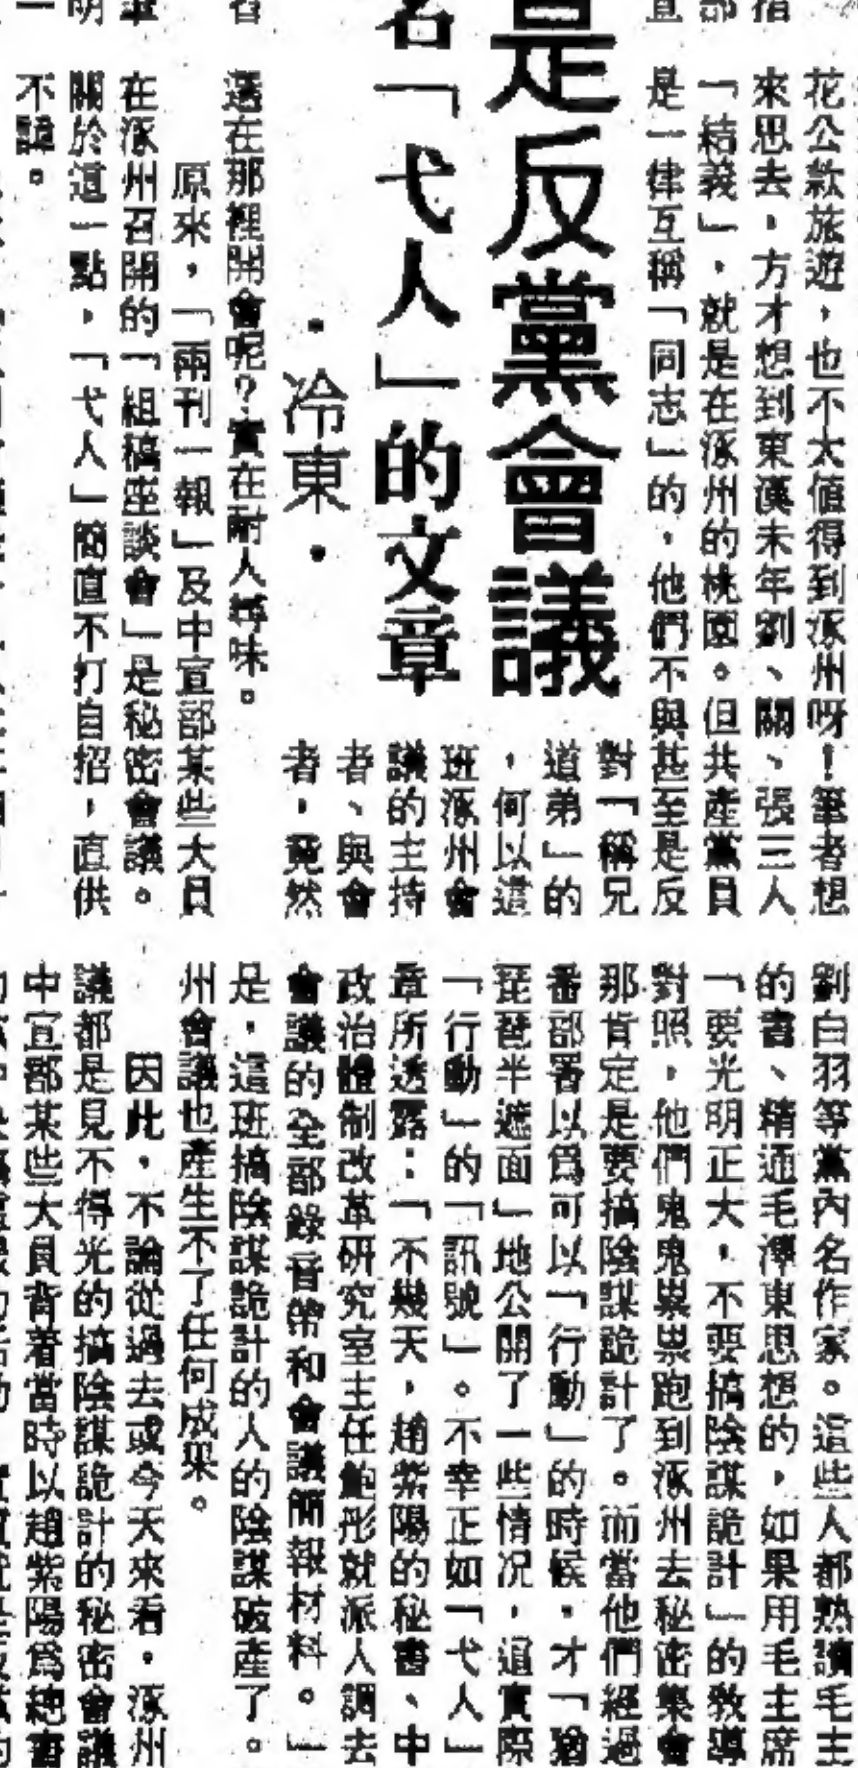 是反黨會議
名「弋人」的文章
·冷東·
花公款旅遊，也不太值得到涿州呀！筆者想
來思去，方才想到東漢末年劉、關、張三人
「結義」，就是在涿州的桃園。但共產黨員
是一律互稱「同志」的，他們不與甚至是反
對「稱兄
道弟」的
，何以這
班涿州會
議的主持
者、與會
者，竟然
還在那裡開會呢？實在耐人尋味。
原來，「兩刊一報」及中宣部某些大員
在涿州召開的「組稿座談會」是秘密會議。
關於這一點，「弋人」簡直不打自招，直供
不諱。
劉白羽等黨內名作家。這些人都熟讀毛主
的書、精通毛澤東思想的，如果用毛主席
「要光明正大，不要搞陰謀詭計」的教導
對照，他們鬼鬼祟祟跑到涿州去秘密集會
那肯定是要搞陰謀詭計了。而當他們經過
番部署以爲可以「行動」的時候，才「猶
琵琶半遮面」地公開了一些情況，這實際
「行動」的「訊號」。不幸正如「弋人」
章所透露：「不幾天，趙紫陽的秘書、中
政治體制改革研究室主任鮑彤就派人調去
會議的全部錄音帶和會議簡報材料。」
是，這班搞陰謀詭計的人的陰謀破產了。
州會議也產生不了任何成果。
因此，不論從過去或今天來看，涿州
議都是見不得光的搞陰謀詭計的秘密會議
中宣部某些大員背着當時以趙紫陽爲總書